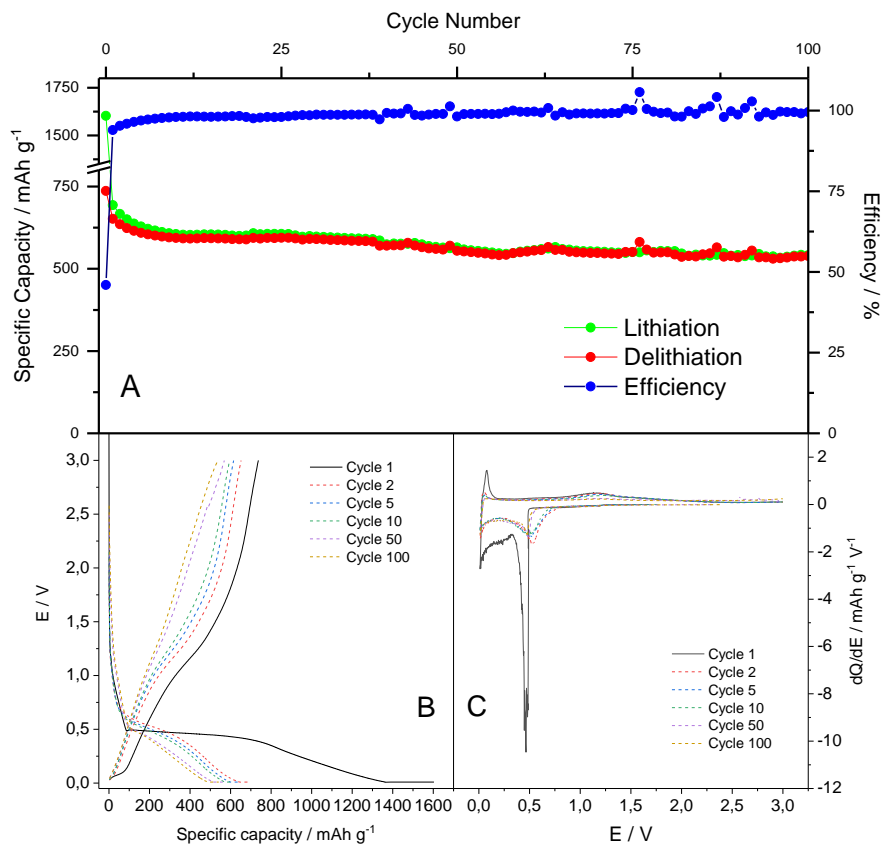 Cycle Number
0 25 50 75 100
1750
1500
750
500
250
0
Specific Capacity / mAh g-1
100
75
50
25
0
Efficiency / %
Lithiation
Delithiation
Efficiency
A
3,0
2,5
2,0
1,5
1,0
0,5
0,0
E / V
Cycle 1
Cycle 2
Cycle 5
Cycle 10
Cycle 50
Cycle 100
B
0 200 400 600 800 1000 1200 1400 1600
Specific capacity / mAh g-1
2
0
-2
-4
-6
-8
-10
-12
dQ/dE / mAh g-1 V-1
C
Cycle 1
Cycle 2
Cycle 5
Cycle 10
Cycle 50
Cycle 100
0,0 0,5 1,0 1,5 2,0 2,5 3,0
E / V